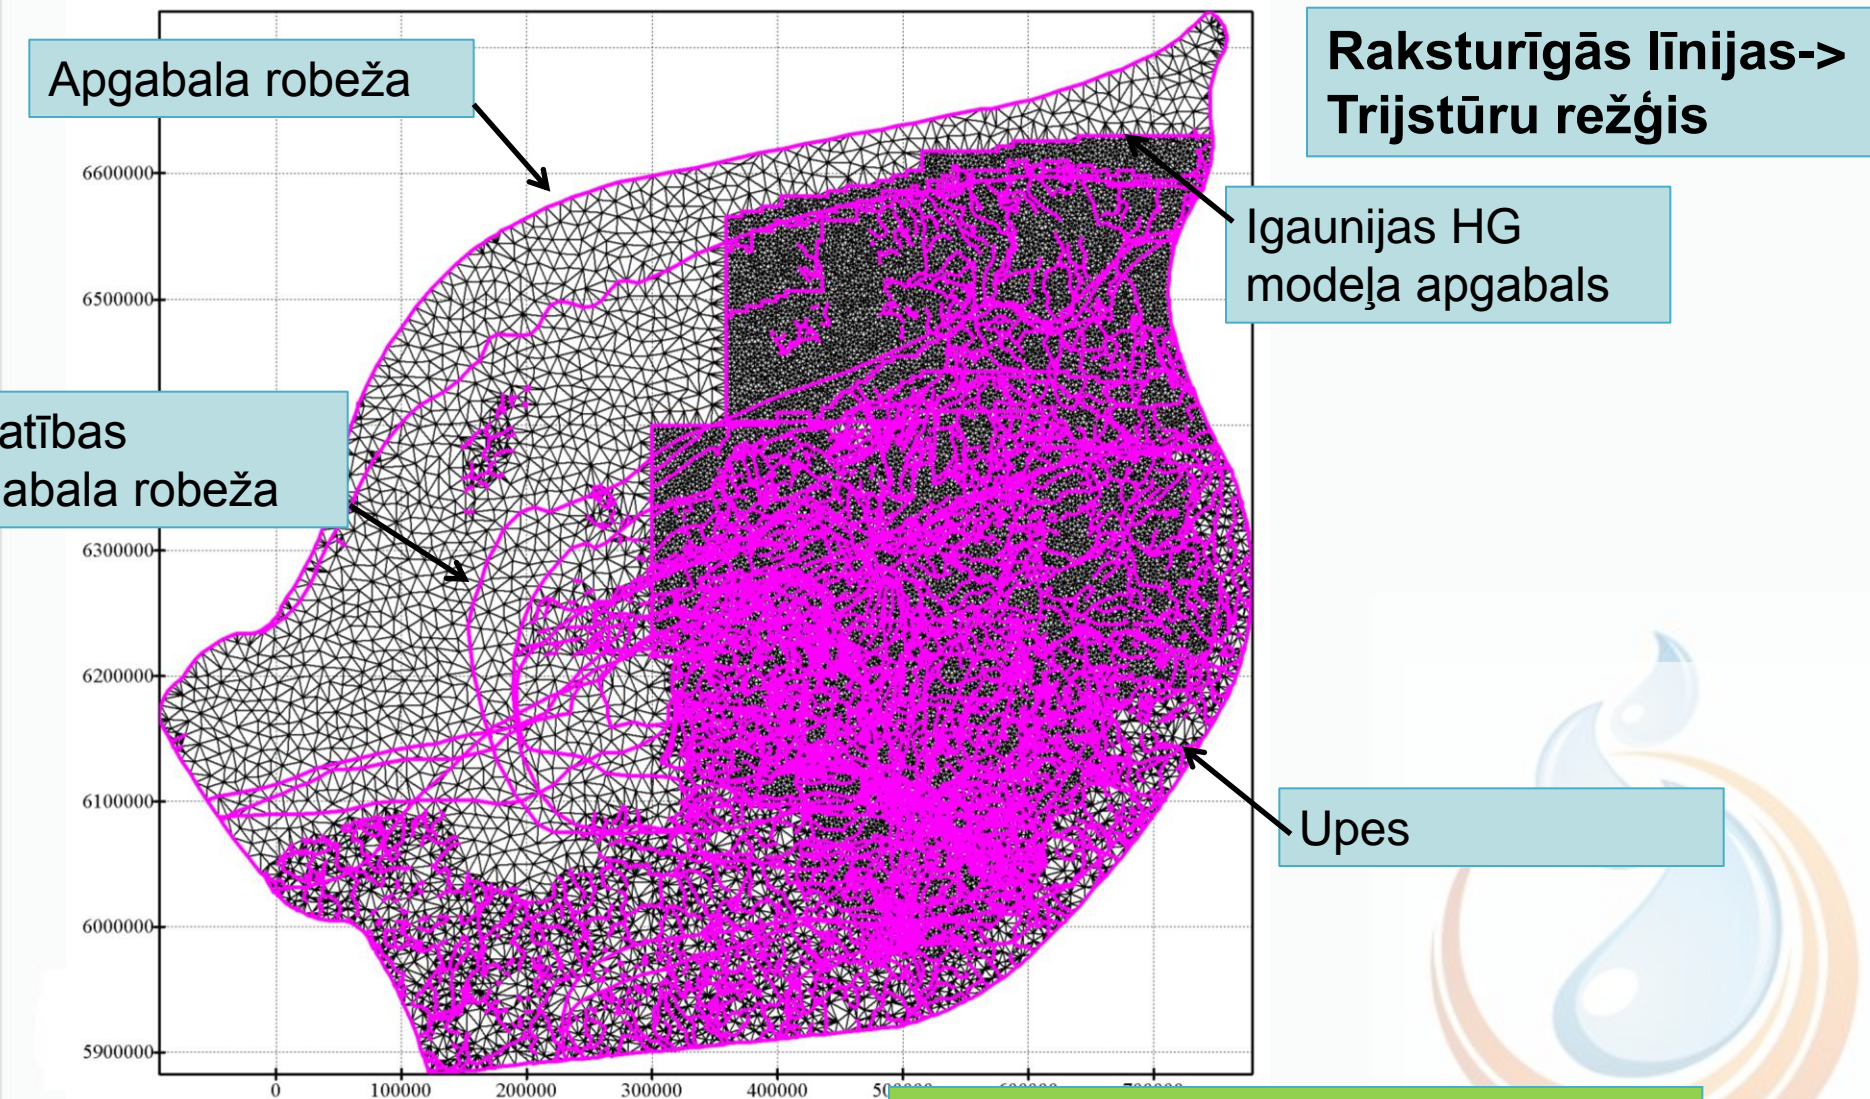 Raksturīgās līnijas->
Trijstūru režģis
Apgabala robeža
Igaunijas HG
modeļa apgabals
atības
abala robeža
Upes
6600000
6500000
6300000
6200000
6100000
6000000
5900000
0 100000 200000 300000 400000